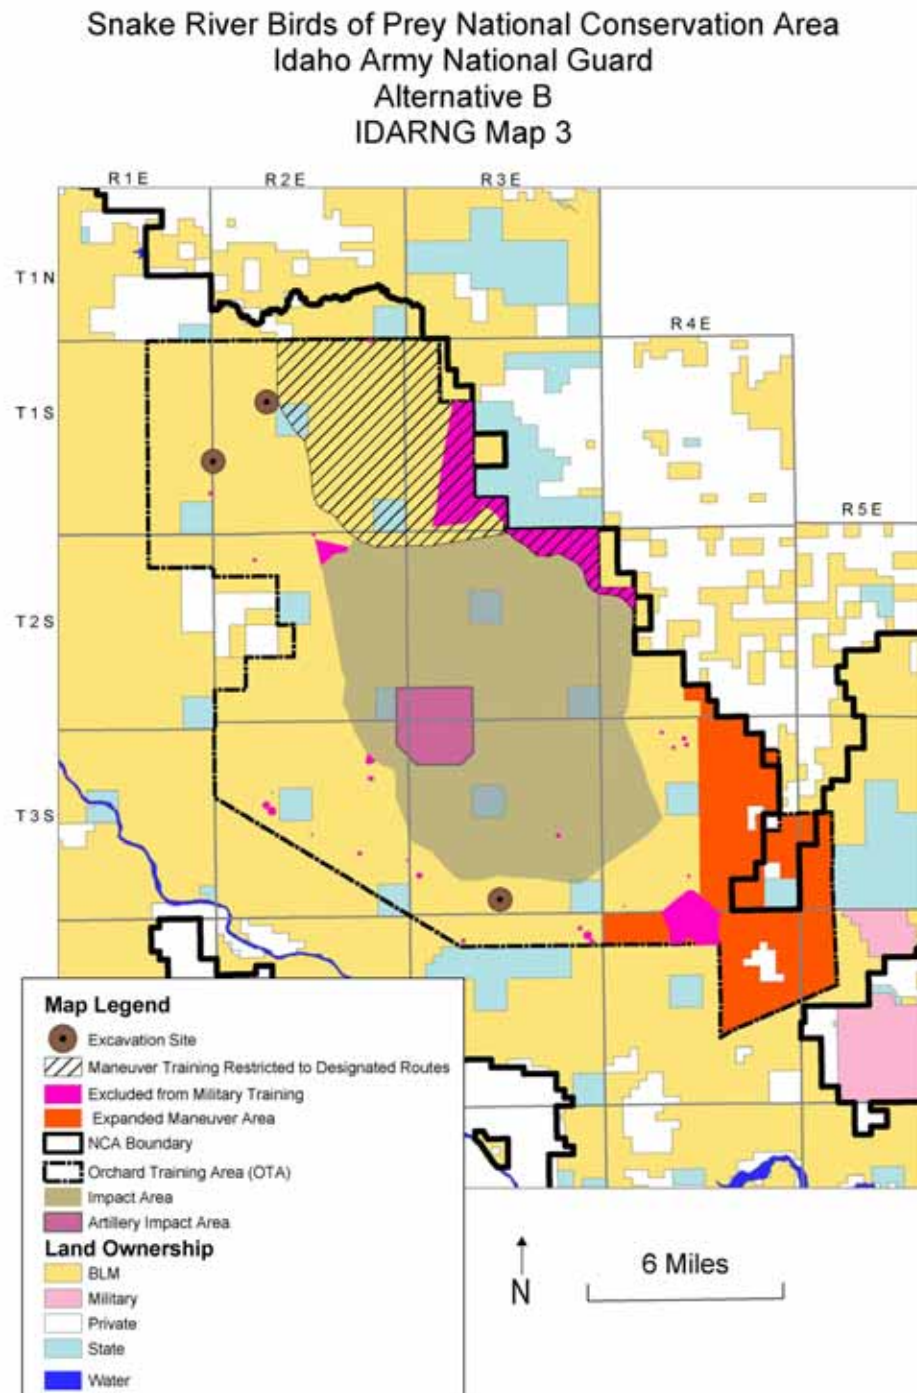 Snake River Birds of Prey National Conservation Area
Idaho Army National Guard
Alternative B
IDARNG Map 3
R1E
R2E
R3E
T1N
R4E
T1S
R5E
T2S
T3S
Map Legend
Excavation Site
Maneuver Training Restricted to Designated Routes
Excluded from Military Training
Expanded Maneuver Area
NCA Boundary
Orchard Training Area (OTA)
Impact Area
Artillery Impact Area
Land Ownership
BLM
Military
Private
State
Water
N
6 Miles